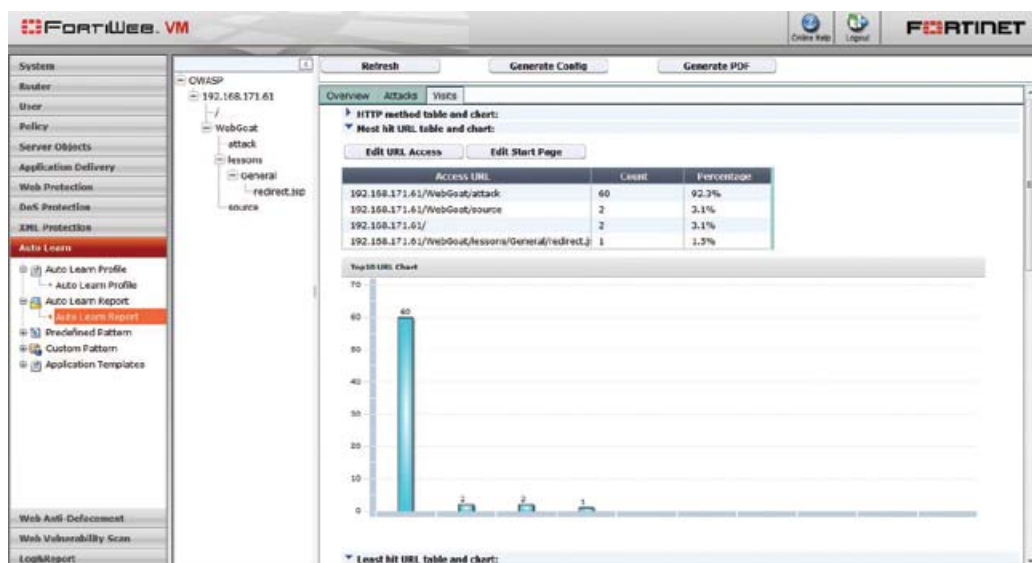 FORTIWEB. VM
Online Help
Logout
FORTINET
System
Router
User
Policy
Server Objects
Application Delivery
Web Protection
DoS Protection
XML Protection
Auto Learn
Auto Learn Profile
Auto Learn Profile
Auto Learn Report
Auto Learn Report
Predefined Pattern
Custom Pattern
Application Templates
Web Anti-Defacement
Web Vulnerability Scan
Log&Report
OWASP
192.168.171.61
/
WebGoat
attack
lessons
General
redirect.jsp
source
Refresh
Generate Config
Generate PDF
Overview
Attacks
Visits
HTTP method table and chart:
Most hit URL table and chart:
Edit URL Access
Edit Start Page
Access URL Count Percentage
192.168.171.61/WebGoat/attack 60 92.3%
192.168.171.61/WebGoat/source 2 3.1%
192.168.171.61/ 2 3.1%
192.168.171.61/WebGoat/lessons/General/redirect.j 1 1.5%
Top10 URL Chart
70
60
50
40
30
20
10
0
60
2
2
1
Least hit URL table and chart: